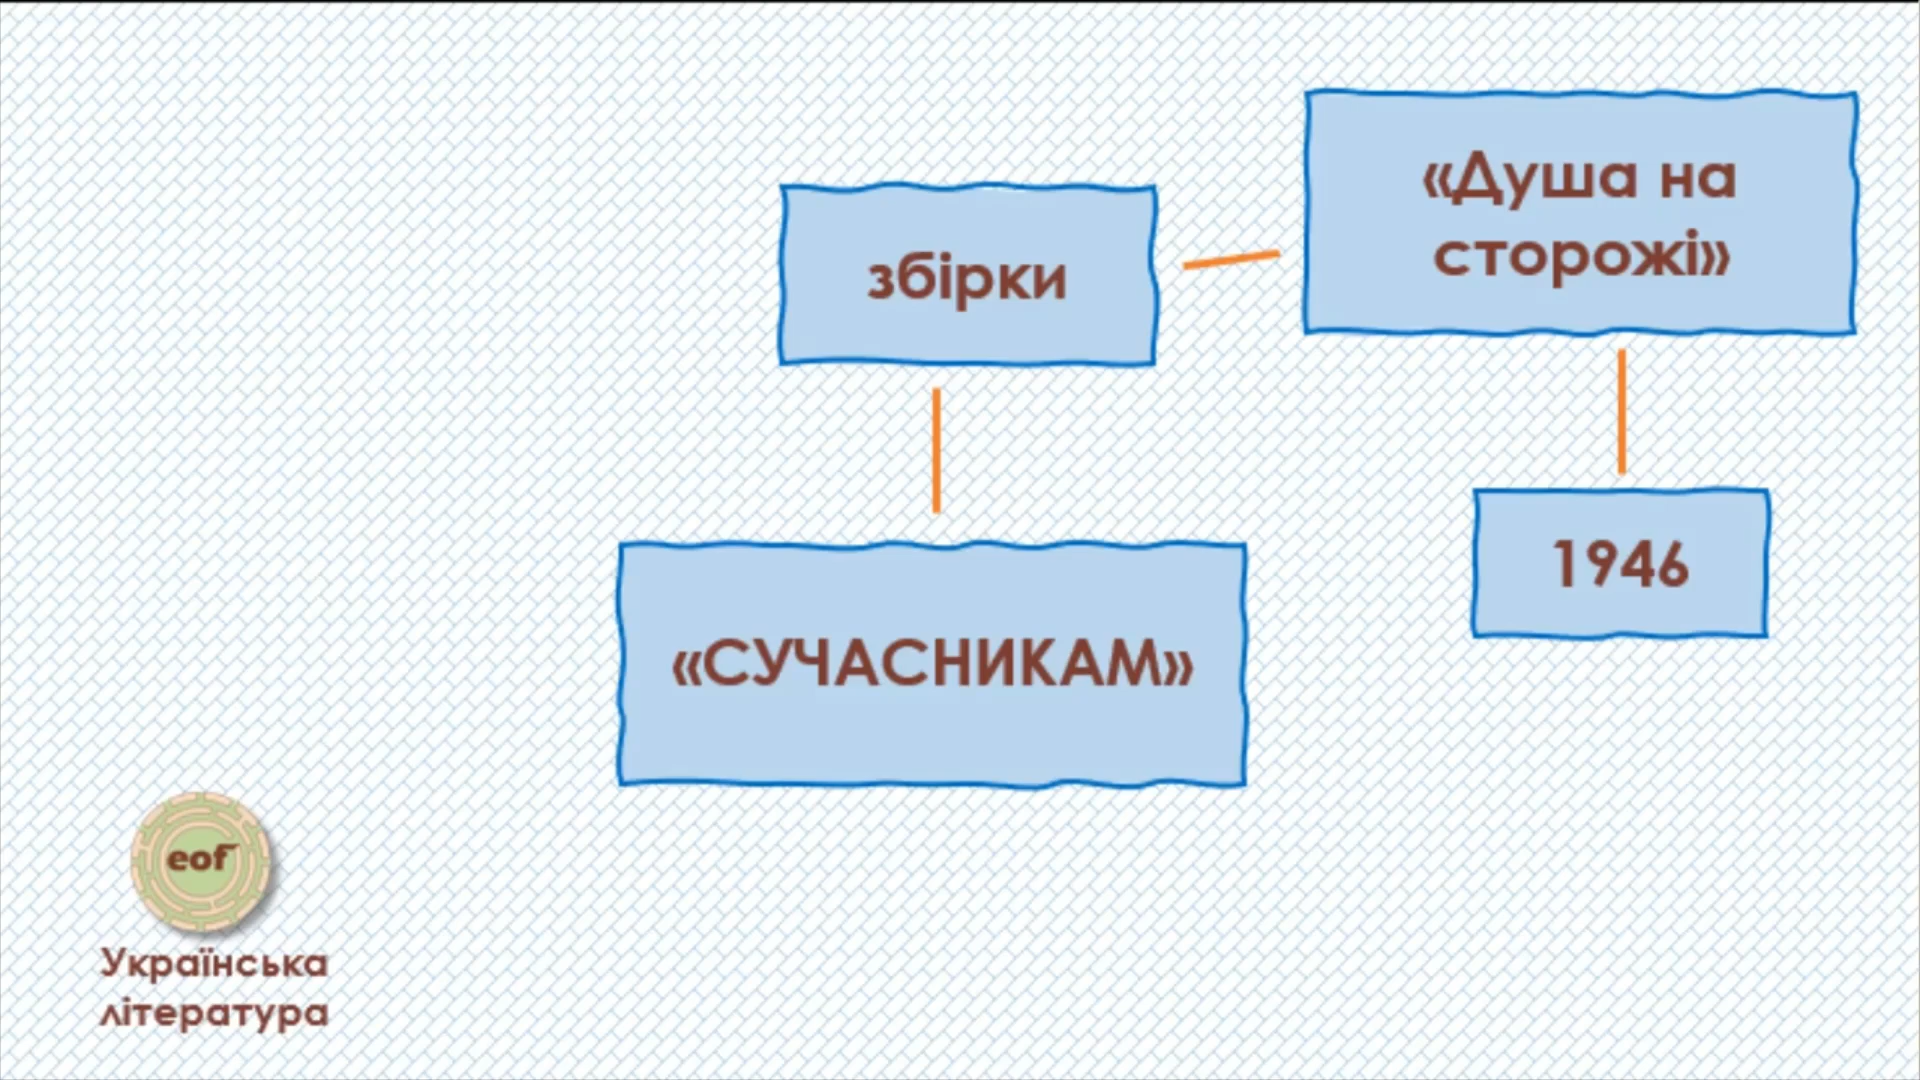 збірки
«Душа на
сторожі»
1946
«СУЧАСНИКАМ»
eof
Українська
література